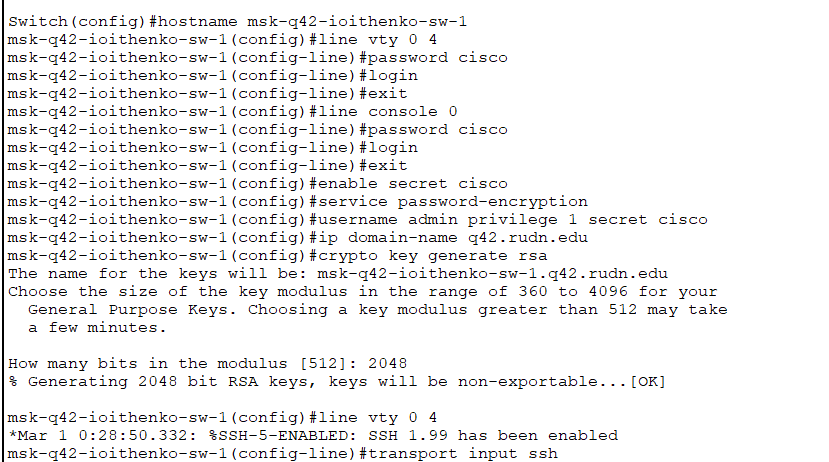 Switch(config)#hostname msk-q42-ioithenko-sw-1
msk-q42-ioithenko-sw-1(config)#line vty 0 4
msk-q42-ioithenko-sw-1(config-line)#password cisco
msk-q42-ioithenko-sw-1(config-line)#login
msk-q42-ioithenko-sw-1(config-line)#exit
msk-q42-ioithenko-sw-1(config)#line console 0
msk-q42-ioithenko-sw-1(config-line)#password cisco
msk-q42-ioithenko-sw-1(config-line)#login
msk-q42-ioithenko-sw-1(config-line)#exit
msk-q42-ioithenko-sw-1(config)#enable secret cisco
msk-q42-ioithenko-sw-1(config)#service password-encryption
msk-q42-ioithenko-sw-1(config)#username admin privilege 1 secret cisco
msk-q42-ioithenko-sw-1(config)#ip domain-name q42.rudn.edu
msk-q42-ioithenko-sw-1(config)#crypto key generate rsa
The name for the keys will be: msk-q42-ioithenko-sw-1.q42.rudn.edu
Choose the size of the key modulus in the range of 360 to 4096 for your
General Purpose Keys. Choosing a key modulus greater than 512 may take
a few minutes.
How many bits in the modulus [512]: 2048
% Generating 2048 bit RSA keys, keys will be non-exportable...[OK]
msk-q42-ioithenko-sw-1(config)#line vty 0 4
*Mar 1 0:28:50.332: %SSH-5-ENABLED: SSH 1.99 has been enabled
msk-q42-ioithenko-sw-1(config-line)#transport input ssh